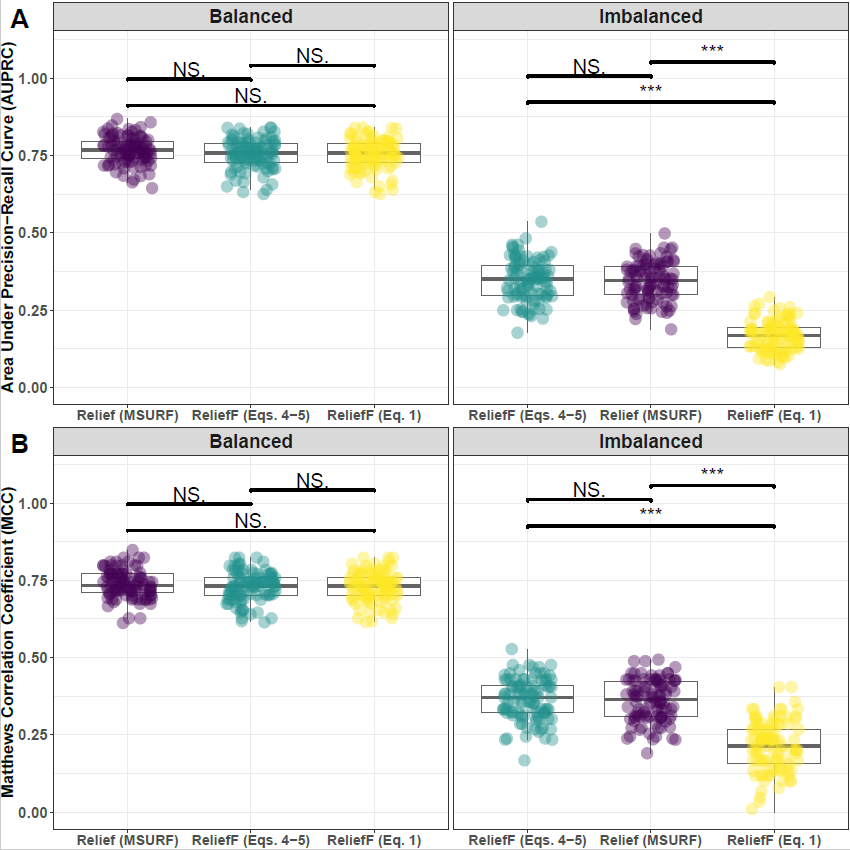 A
Balanced
Imbalanced
Area Under Precision−Recall Curve (AUPRC)
1.00
0.75
0.50
0.25
0.00
NS.
NS.
NS.
NS.
***
***
Relief (MSURF)
ReliefF (Eqs. 4−5)
ReliefF (Eq. 1)
ReliefF (Eqs. 4−5)
Relief (MSURF)
ReliefF (Eq. 1)
B
Balanced
Imbalanced
Matthews Correlation Coefficient (MCC)
1.00
0.75
0.50
0.25
0.00
NS.
NS.
NS.
NS.
***
***
Relief (MSURF)
ReliefF (Eqs. 4−5)
ReliefF (Eq. 1)
ReliefF (Eqs. 4−5)
Relief (MSURF)
ReliefF (Eq. 1)